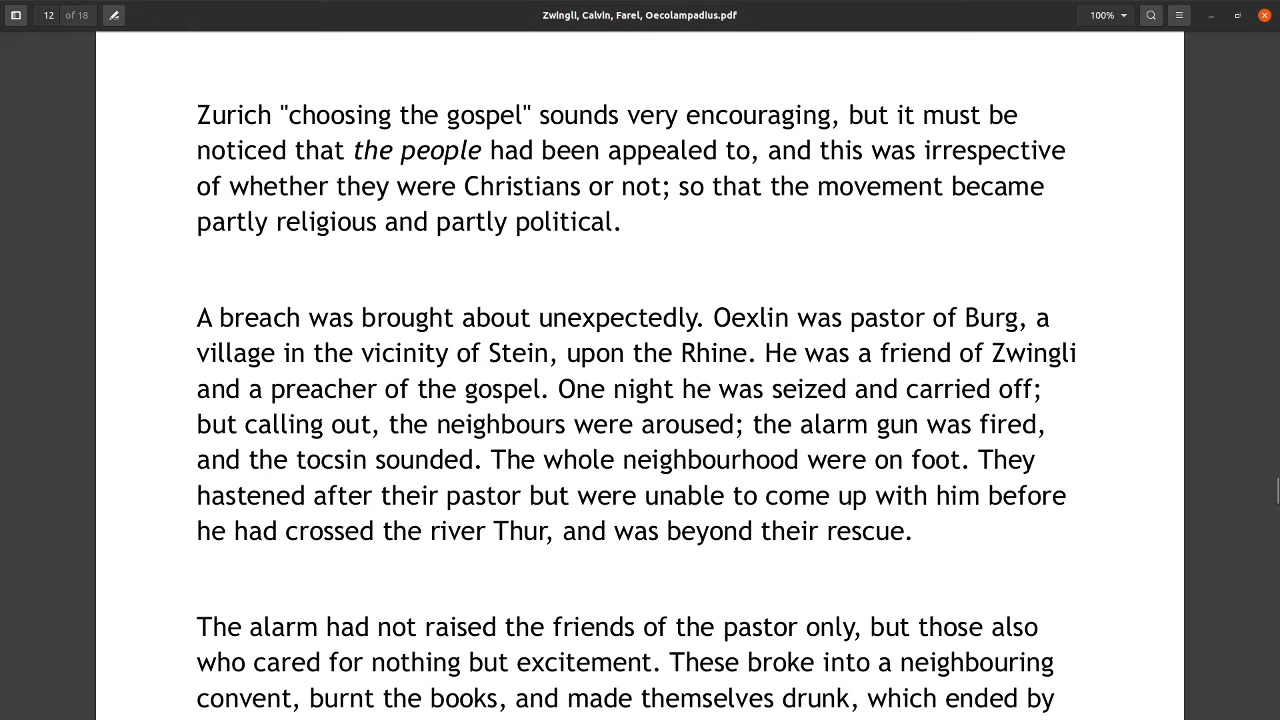 12 of 18
Zwingli, Calvin, Farel, Oecolampadius.pdf
100%
Zurich "choosing the gospel" sounds very encouraging, but it must be
noticed that the people had been appealed to, and this was irrespective
of whether they were Christians or not; so that the movement became
partly religious and partly political.
A breach was brought about unexpectedly. Oexlin was pastor of Burg, a
village in the vicinity of Stein, upon the Rhine. He was a friend of Zwingli
and a preacher of the gospel. One night he was seized and carried off;
but calling out, the neighbours were aroused; the alarm gun was fired,
and the tocsin sounded. The whole neighbourhood were on foot. They
hastened after their pastor but were unable to come up with him before
he had crossed the river Thur, and was beyond their rescue.
The alarm had not raised the friends of the pastor only, but those also
who cared for nothing but excitement. These broke into a neighbouring
convent, burnt the books, and made themselves drunk, which ended by